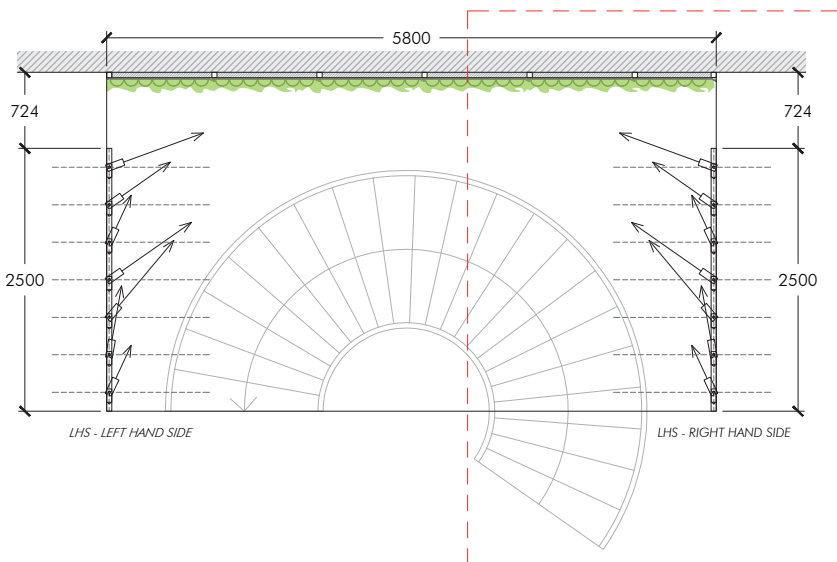 5800
724
724
2500
2500
LHS - LEFT HAND SIDE
LHS - RIGHT HAND SIDE